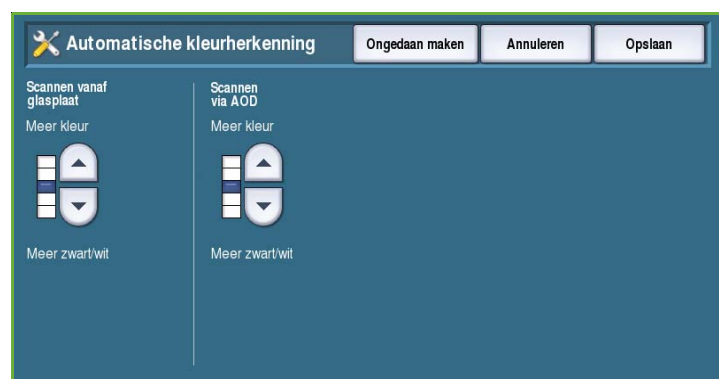 Automatische kleurherkenning
Ongedaan maken
Annuleren
Opslaan
Scannen vanaf
glasplaat
Meer kleur
Meer zwart/wit
Scannen
via AOD
Meer kleur
Meer zwart/wit